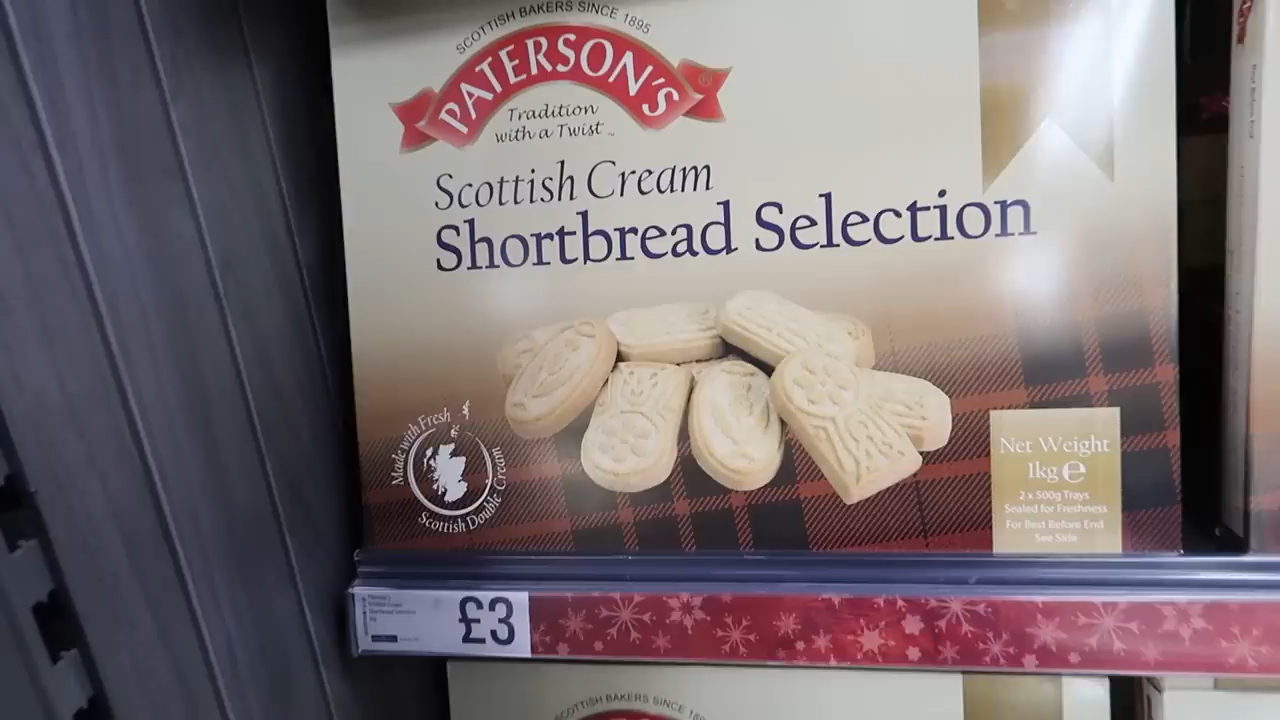 SCOTTISH BAKERS SINCE 1895
PATERSON'S
®
Tradition
with a Twist
Scottish Cream
Shortbread Selection
Made with Fresh
Scottish Double Cream
Net Weight
1kg ℮
2 x 500g Trays
Sealed for Freshness
For Best Before End
See Side
£3
SCOTTISH BAKERS SINCE 189